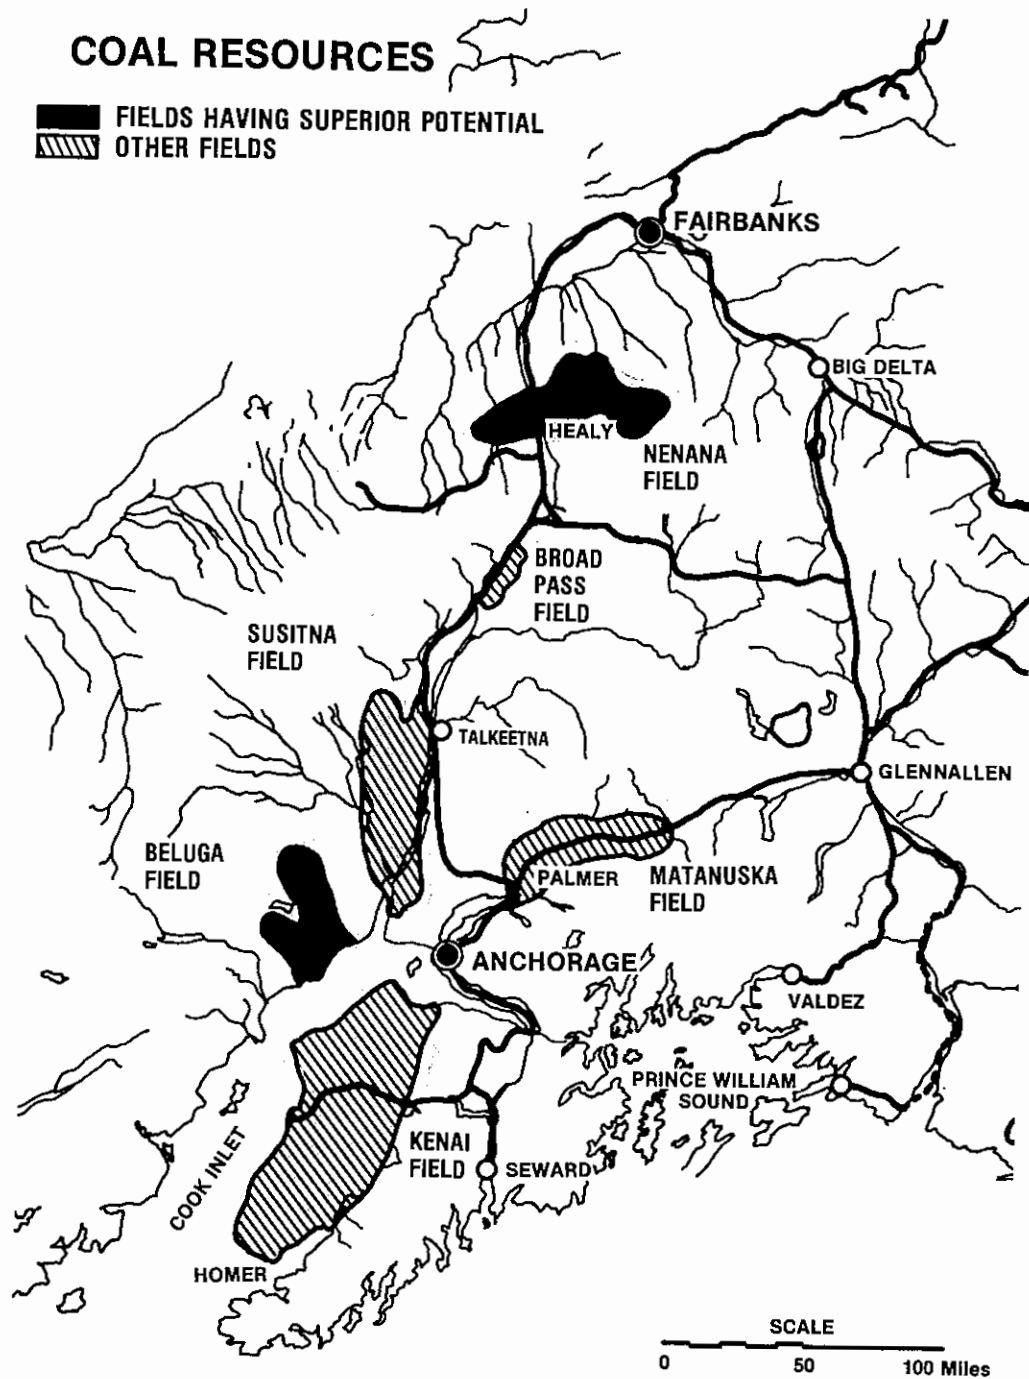 COAL RESOURCES
FIELDS HAVING SUPERIOR POTENTIAL
OTHER FIELDS
FAIRBANKS
BIG DELTA
HEALY
NENANA
FIELD
BROAD
PASS
FIELD
SUSITNA
FIELD
TALKEETNA
GLENNALLEN
BELUGA
FIELD
PALMER
MATANUSKA
FIELD
ANCHORAGE
VALDEZ
PRINCE WILLIAM
SOUND
KENAI
FIELD
SEWARD
COOK INLET
HOMER
SCALE
0 50 100 Miles